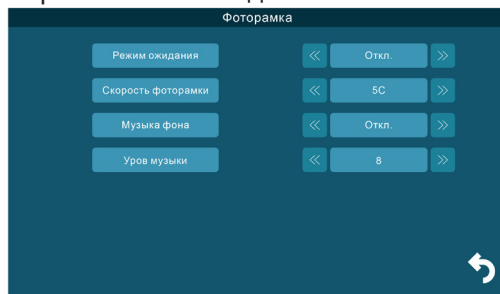 Фоторамка
Режим ожидания << Откл. >>
Скорость фоторамки << 5С >>
Музыка фона << Откл. >>
Уров музыки << 8 >>